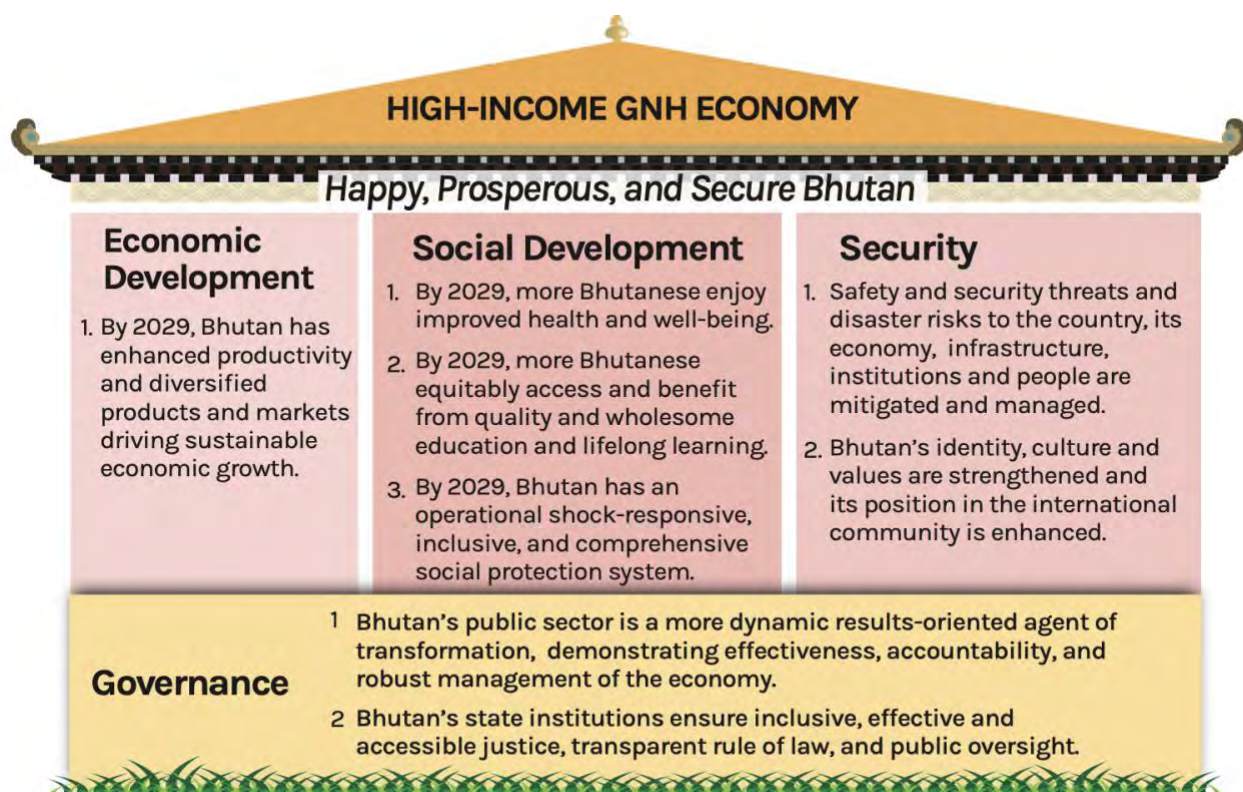 HIGH-INCOME GNH ECONOMY
Happy, Prosperous, and Secure Bhutan
Economic
Development
1. By 2029, Bhutan has
enhanced productivity
and diversified
products and markets
driving sustainable
economic growth.
Social Development
1. By 2029, more Bhutanese enjoy
improved health and well-being.
2. By 2029, more Bhutanese
equitably access and benefit
from quality and wholesome
education and lifelong learning.
3. By 2029, Bhutan has an
operational shock-responsive,
inclusive, and comprehensive
social protection system.
Security
1. Safety and security threats and
disaster risks to the country, its
economy, infrastructure,
institutions and people are
mitigated and managed.
2. Bhutan's identity, culture and
values are strengthened and
its position in the international
community is enhanced.
Governance
1 Bhutan's public sector is a more dynamic results-oriented agent of
transformation, demonstrating effectiveness, accountability, and
robust management of the economy.
2 Bhutan's state institutions ensure inclusive, effective and
accessible justice, transparent rule of law, and public oversight.